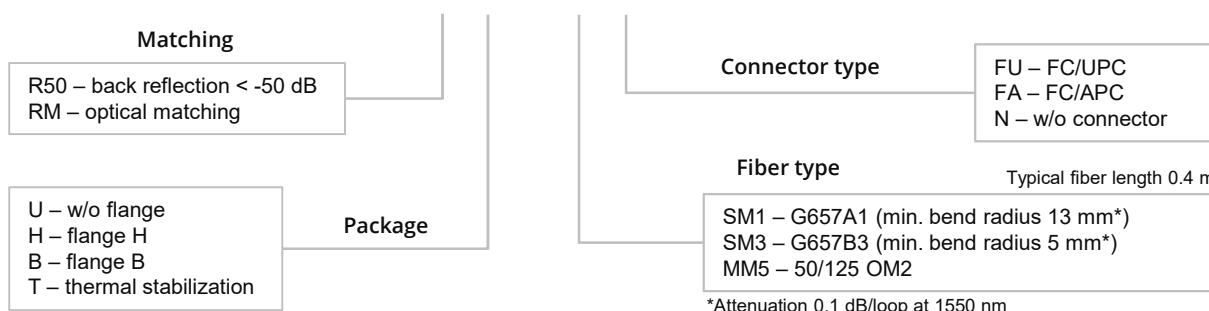 Matching
R50 – back reflection < -50 dB
RM – optical matching
Connector type
FU – FC/UPC
FA – FC/APC
N – w/o connector
Fiber type
Typical fiber length 0.4 m
U – w/o flange
H – flange H
B – flange B
T – thermal stabilization
Package
SM1 – G657A1 (min. bend radius 13 mm*)
SM3 – G657B3 (min. bend radius 5 mm*)
MM5 – 50/125 OM2
*Attenuation 0.1 dB/loop at 1550 nm